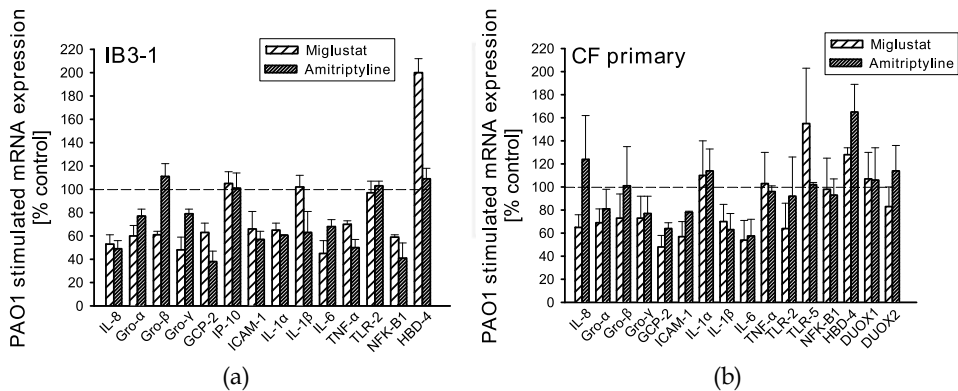 PAO1 stimulated mRNA expression
[% control]
IB3-1
Miglustat
Amitriptyline
220
200
180
160
140
120
100
80
60
40
20
0
IL-8
Gro-α
Gro-β
Gro-γ
GCP-2
IP-10
ICAM-1
IL-1α
IL-1β
IL-6
TNF-α
TLR-2
NFK-B1
HBD-4
(a)
PAO1 stimulated mRNA expression
[% control]
CF primary
Miglustat
Amitriptyline
220
200
180
160
140
120
100
80
60
40
20
0
IL-8
Gro-α
Gro-β
Gro-γ
GCP-2
ICAM-1
IL-1α
IL-1β
IL-6
TNF-α
TLR-2
TLR-5
NFK-B1
HBD-4
DUOX1
DUOX2
(b)